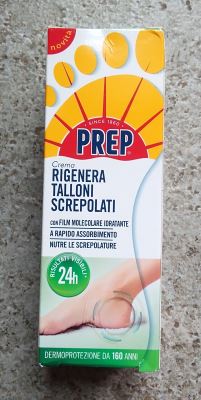 novità
SINCE 1860
PREP
Crema
RIGENERA
TALLONI
SCREPOLATI
CON FILM MOLECOLARE IDRATANTE
A RAPIDO ASSORBIMENTO
NUTRE LE SCREPOLATURE
RISULTATI VISIBILI*
24h
DERMOPROTEZIONE DA 160 ANNI